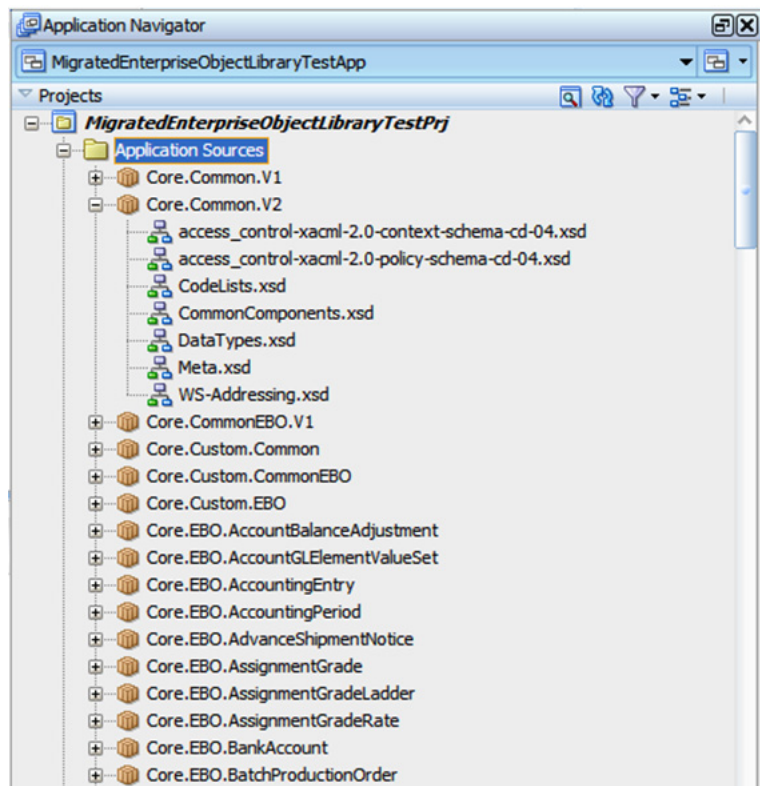 Application Navigator
MigratedEnterpriseObjectLibraryTestApp
Projects
MigratedEnterpriseObjectLibraryTestPrj
Application Sources
Core.Common.V1
Core.Common.V2
access_control-xacml-2.0-context-schema-cd-04.xsd
access_control-xacml-2.0-policy-schema-cd-04.xsd
CodeLists.xsd
CommonComponents.xsd
DataTypes.xsd
Meta.xsd
WS-Addressing.xsd
Core.CommonEBO.V1
Core.Custom.Common
Core.Custom.CommonEBO
Core.Custom.EBO
Core.EBO.AccountBalanceAdjustment
Core.EBO.AccountGLElementValueSet
Core.EBO.AccountingEntry
Core.EBO.AccountingPeriod
Core.EBO.AdvanceShipmentNotice
Core.EBO.AssignmentGrade
Core.EBO.AssignmentGradeLadder
Core.EBO.AssignmentGradeRate
Core.EBO.BankAccount
Core.EBO.BatchProductionOrder